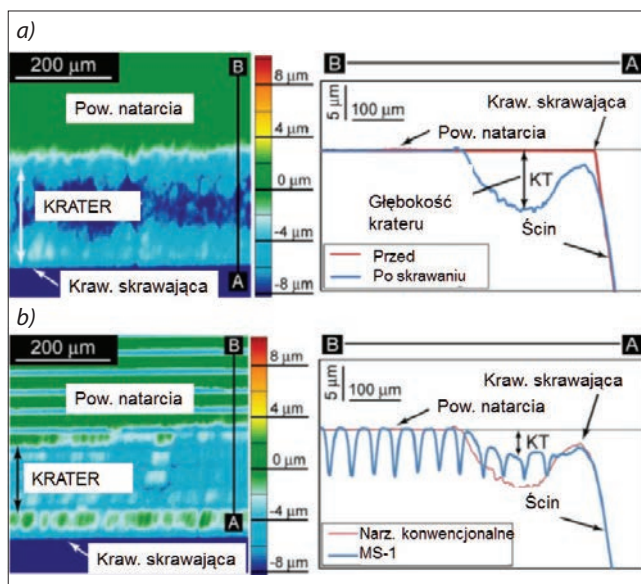 a)
200 µm
B
Pow. natarcia
KRATER
Kraw. skrawająca
A
8 µm
4 µm
0 µm
-4 µm
-8 µm
B
A
5 µm
100 µm
Kraw. skrawająca
Pow. natarcia
KT
Głębokość
krateru
Ścin
Przed
Po skrawaniu
b)
200 µm
B
Pow. natarcia
KRATER
A
Kraw. skrawająca
8 µm
4 µm
0 µm
-4 µm
-8 µm
B
A
5 µm
100 µm
Kraw. skrawająca
Pow. natarcia
KT
Ścin
Narz. konwencjonalne
MS-1